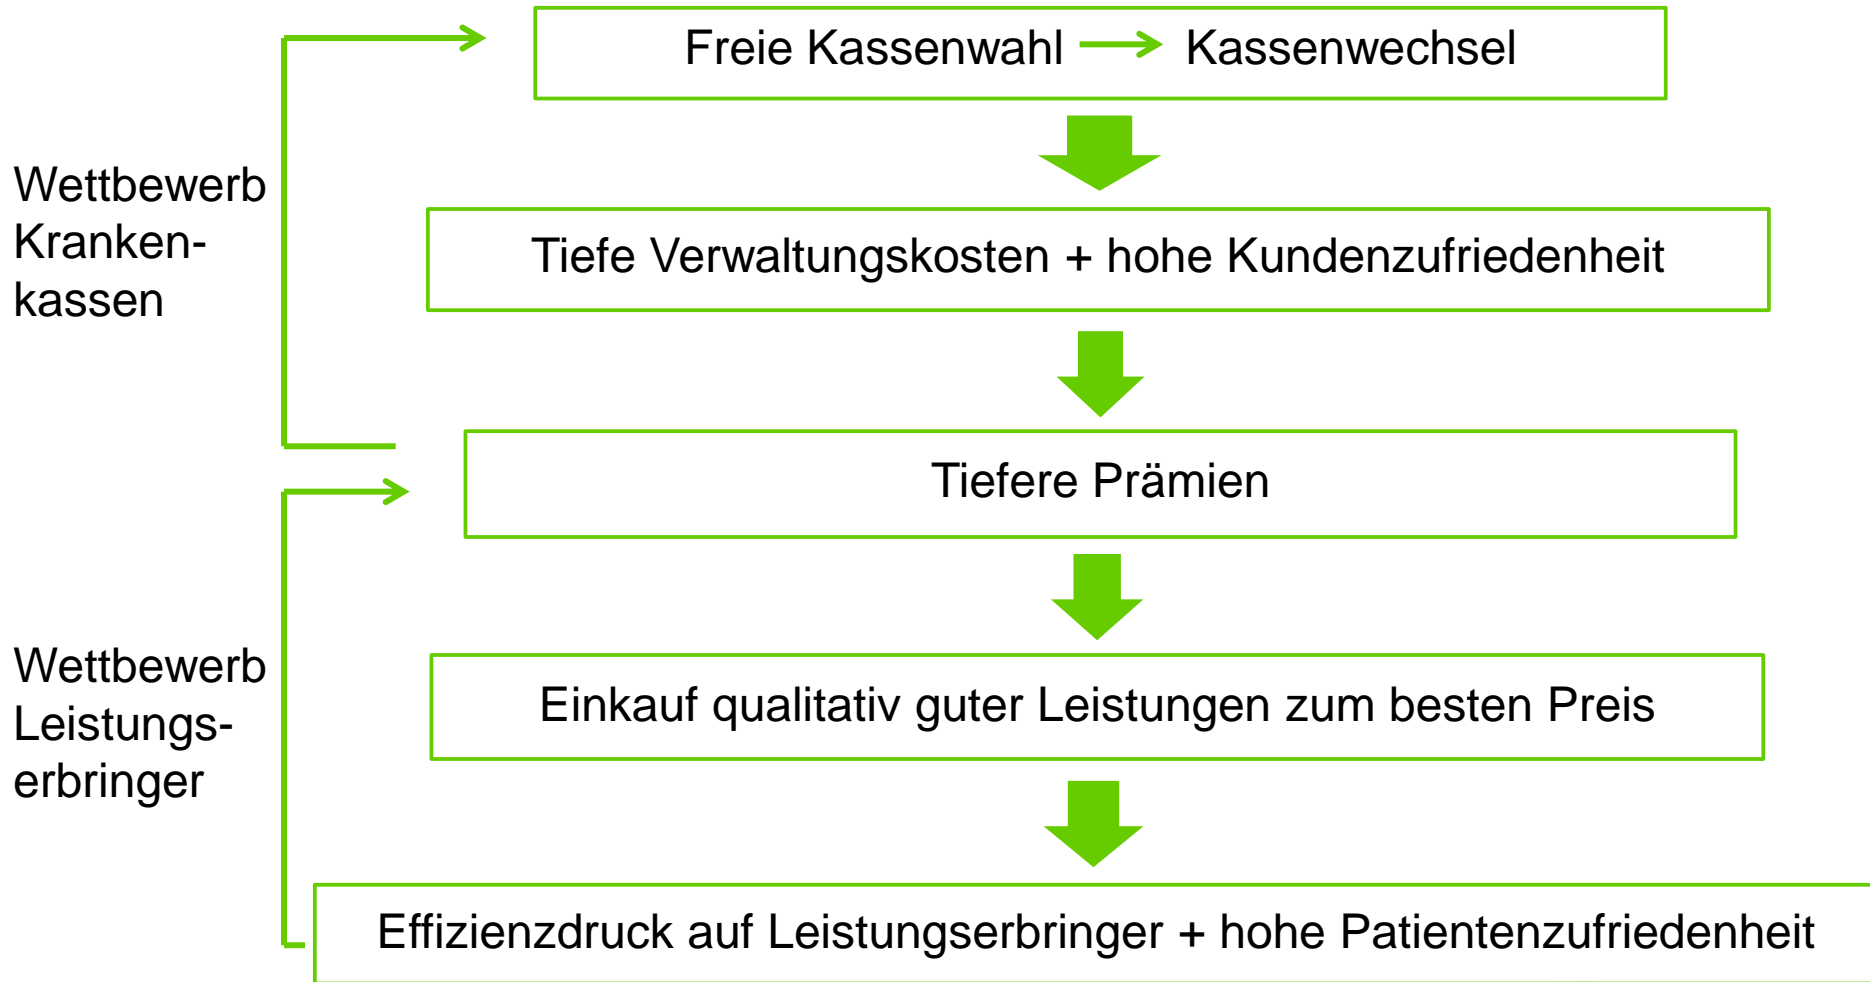 Freie Kassenwahl Kassenwechsel
Wettbewerb
Kranken-
kassen
Tiefe Verwaltungskosten + hohe Kundenzufriedenheit
Tiefere Prämien
Wettbewerb
Leistungs-
erbringer
Einkauf qualitativ guter Leistungen zum besten Preis
Effizienzdruck auf Leistungserbringer + hohe Patientenzufriedenheit